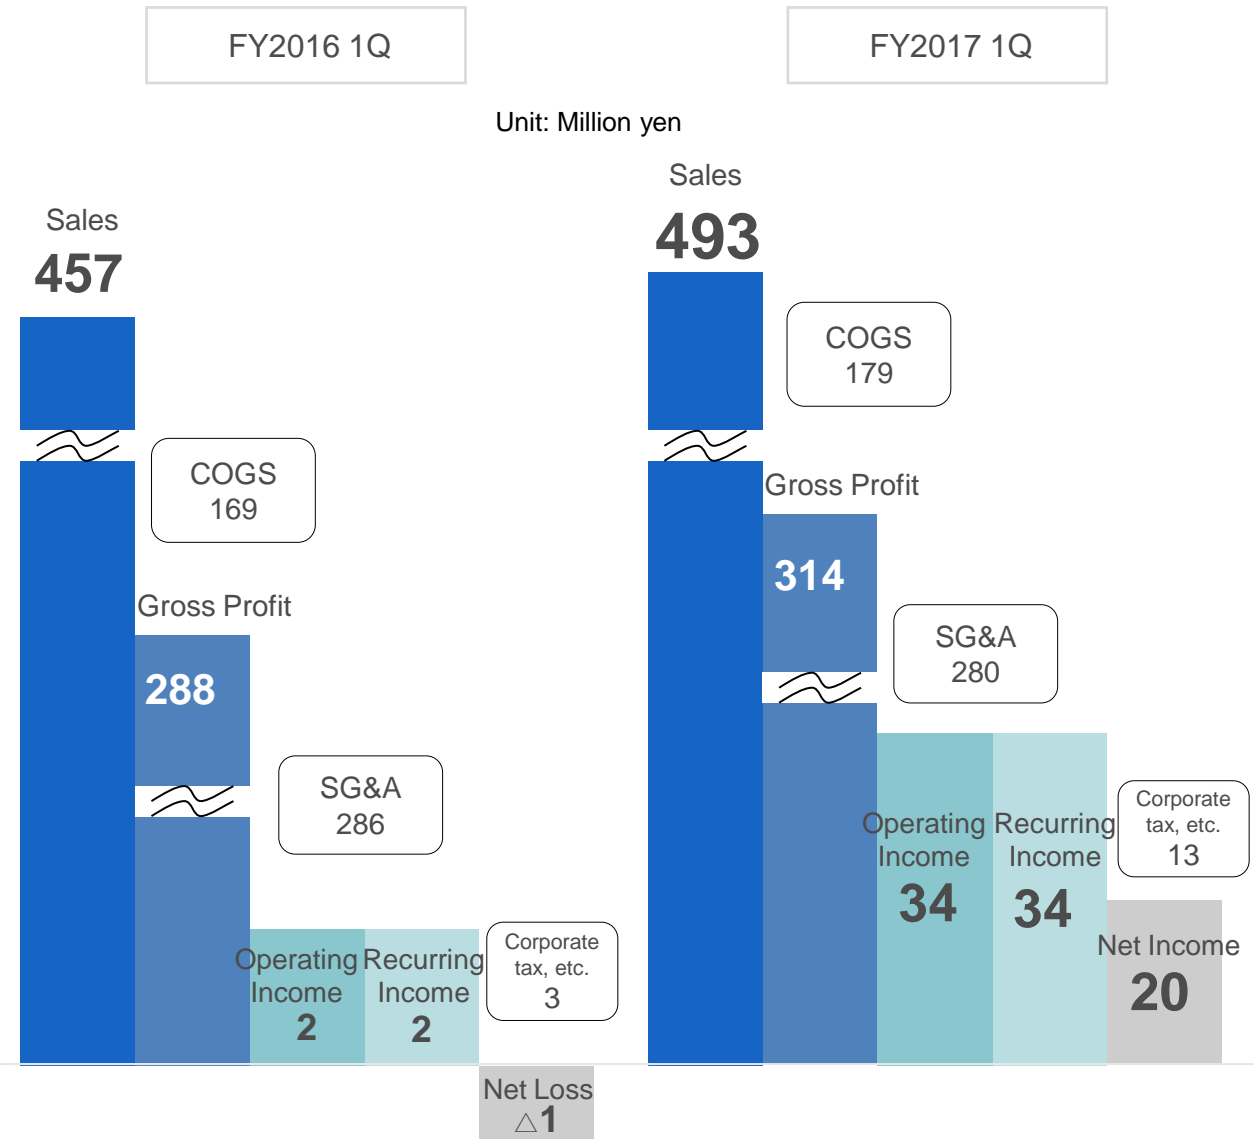 FY2016 1Q
FY2017 1Q
Unit: Million yen
Sales
457
COGS
169
Gross Profit
288
SG&A
286
Operating
Income
2
Recurring
Income
2
Corporate
tax, etc.
3
Net Loss
△1
Sales
493
COGS
179
Gross Profit
314
SG&A
280
Operating
Income
34
Recurring
Income
34
Corporate
tax, etc.
13
Net Income
20